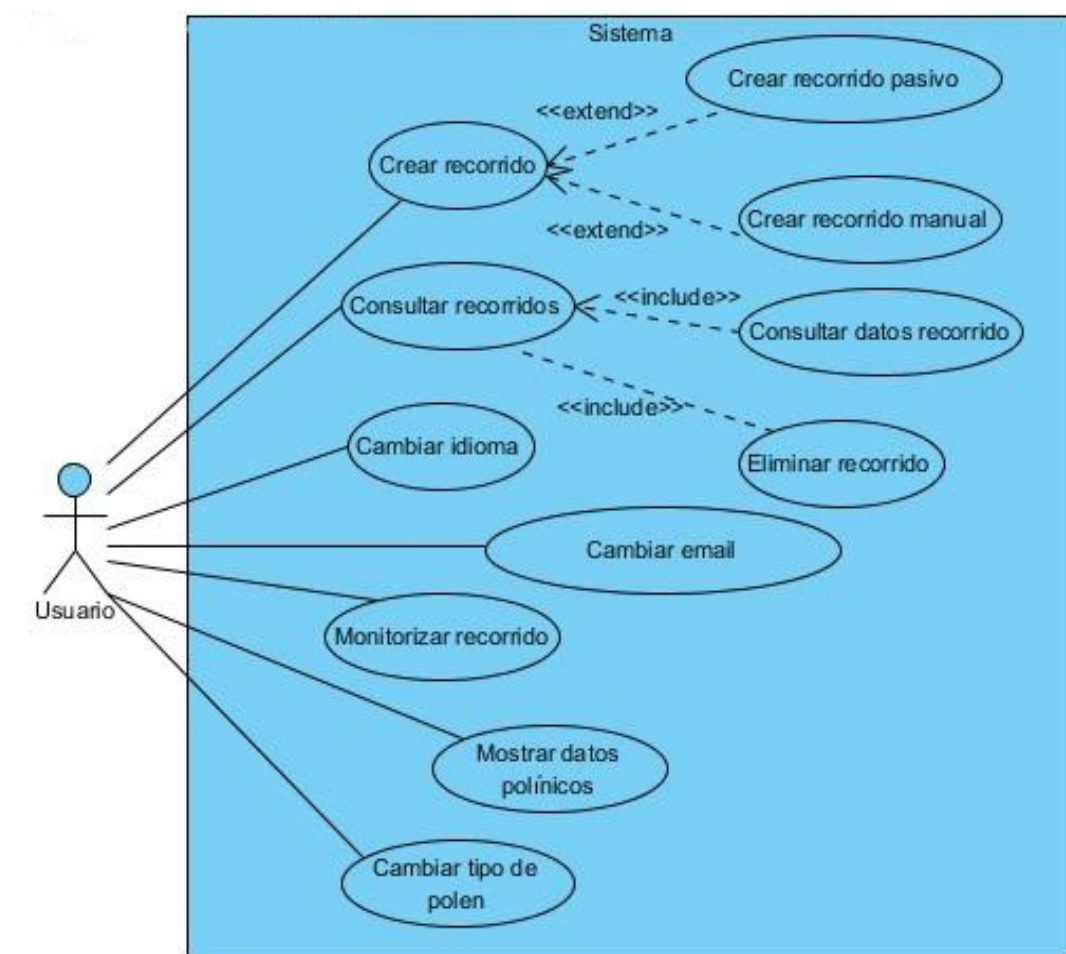 Sistema
Crear recorrido pasivo
<<extend>>
Crear recorrido
Crear recorrido manual
<<extend>>
Consultar recorridos
<<include>>
Consultar datos recorrido
<<include>>
Cambiar idioma
Eliminar recorrido
Cambiar email
Usuario
Monitorizar recorrido
Mostrar datos
polínicos
Cambiar tipo de
polen